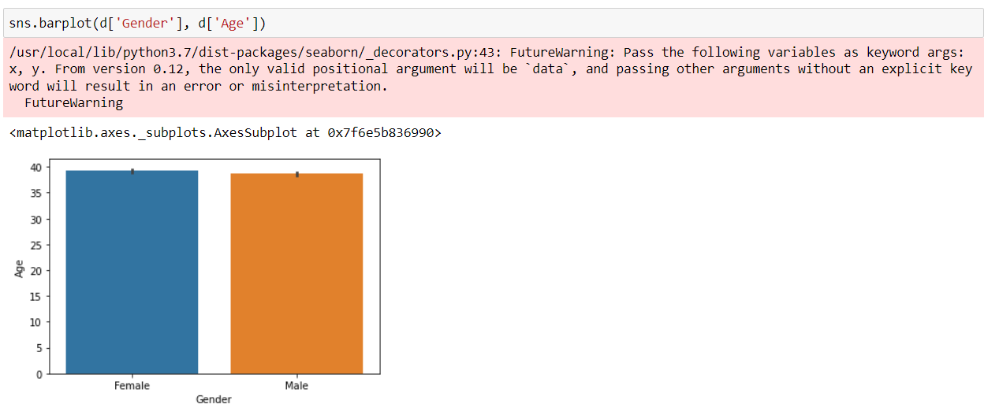 sns.barplot(d['Gender'], d['Age'])
/usr/local/lib/python3.7/dist-packages/seaborn/_decorators.py:43: FutureWarning: Pass the following variables as keyword args:
x, y. From version 0.12, the only valid positional argument will be `data`, and passing other arguments without an explicit key
word will result in an error or misinterpretation.
  FutureWarning
<matplotlib.axes._subplots.AxesSubplot at 0x7f6e5b836990>
40
35
30
25
20
15
10
5
0
Age
Female Male
Gender